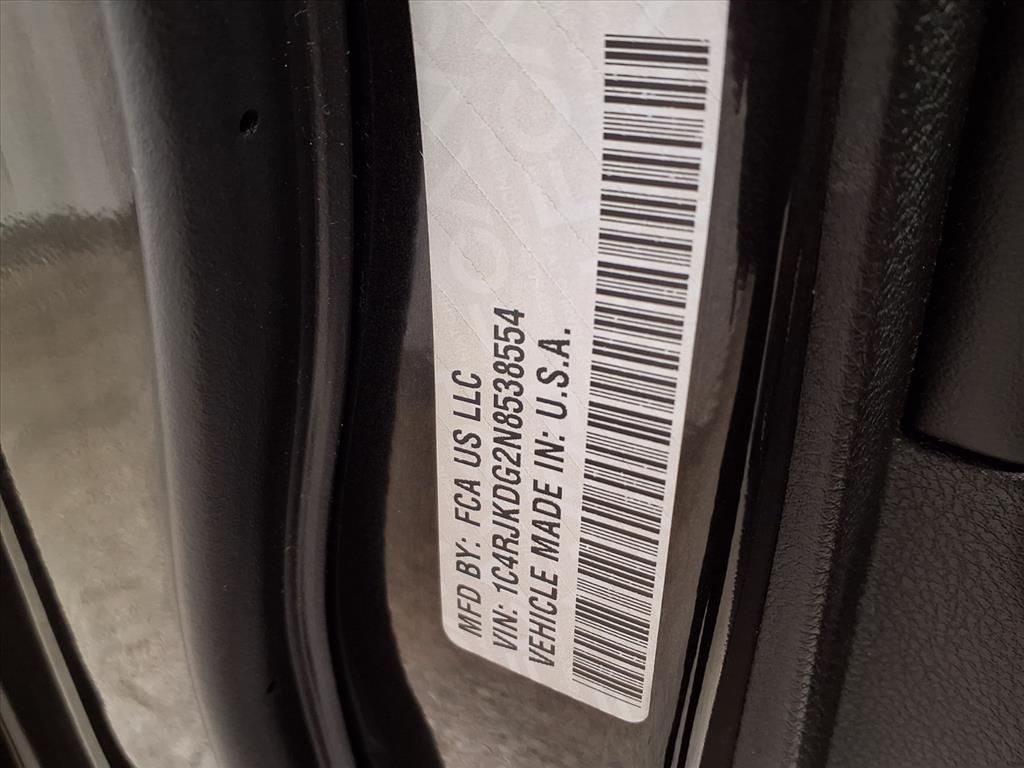 MFD BY: FCA US LLC
VIN: 1C4RJKDG2N8538554
VEHICLE MADE IN: U.S.A.